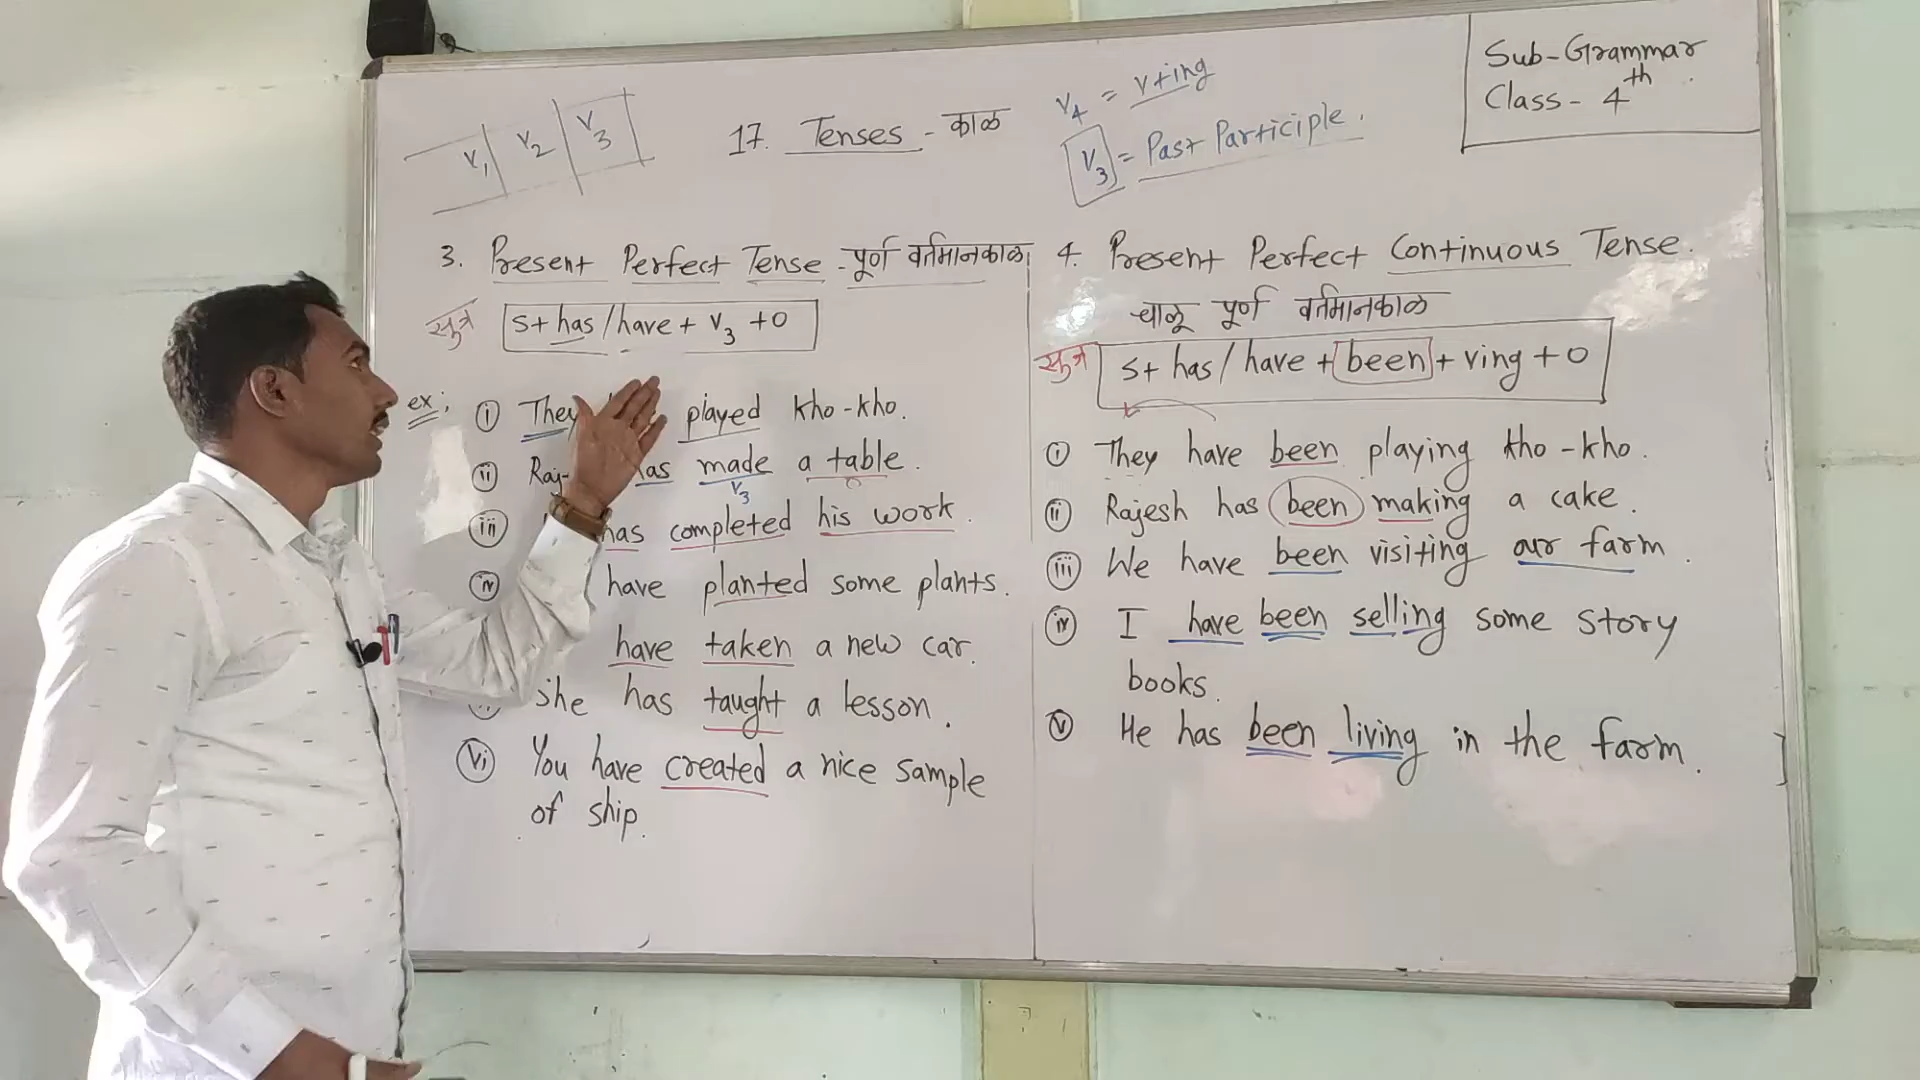 Sub-Grammar
Class- 4th
V1 V2 V3
17. Tenses - काळ
V4 = V+ing
V3 = Past Participle.
3. Present Perfect Tense - पूर्ण वर्तमानकाळ
सूत्र S+ has/have + V3 +O
ex:
i They played kho-kho.
ii has made a table.
V3 O
iii has completed his work.
iv have planted some plants.
have taken a new car.
She has taught a lesson.
vi You have created a nice sample
of ship.
4. Present Perfect Continuous Tense.
चालू पूर्ण वर्तमानकाळ
सूत्र S+ has/have + been + Ving + O
i They have been playing kho-kho.
ii Rajesh has been making a cake.
iii We have been visiting our farm.
iv I have been selling some story
books.
v He has been living in the farm.